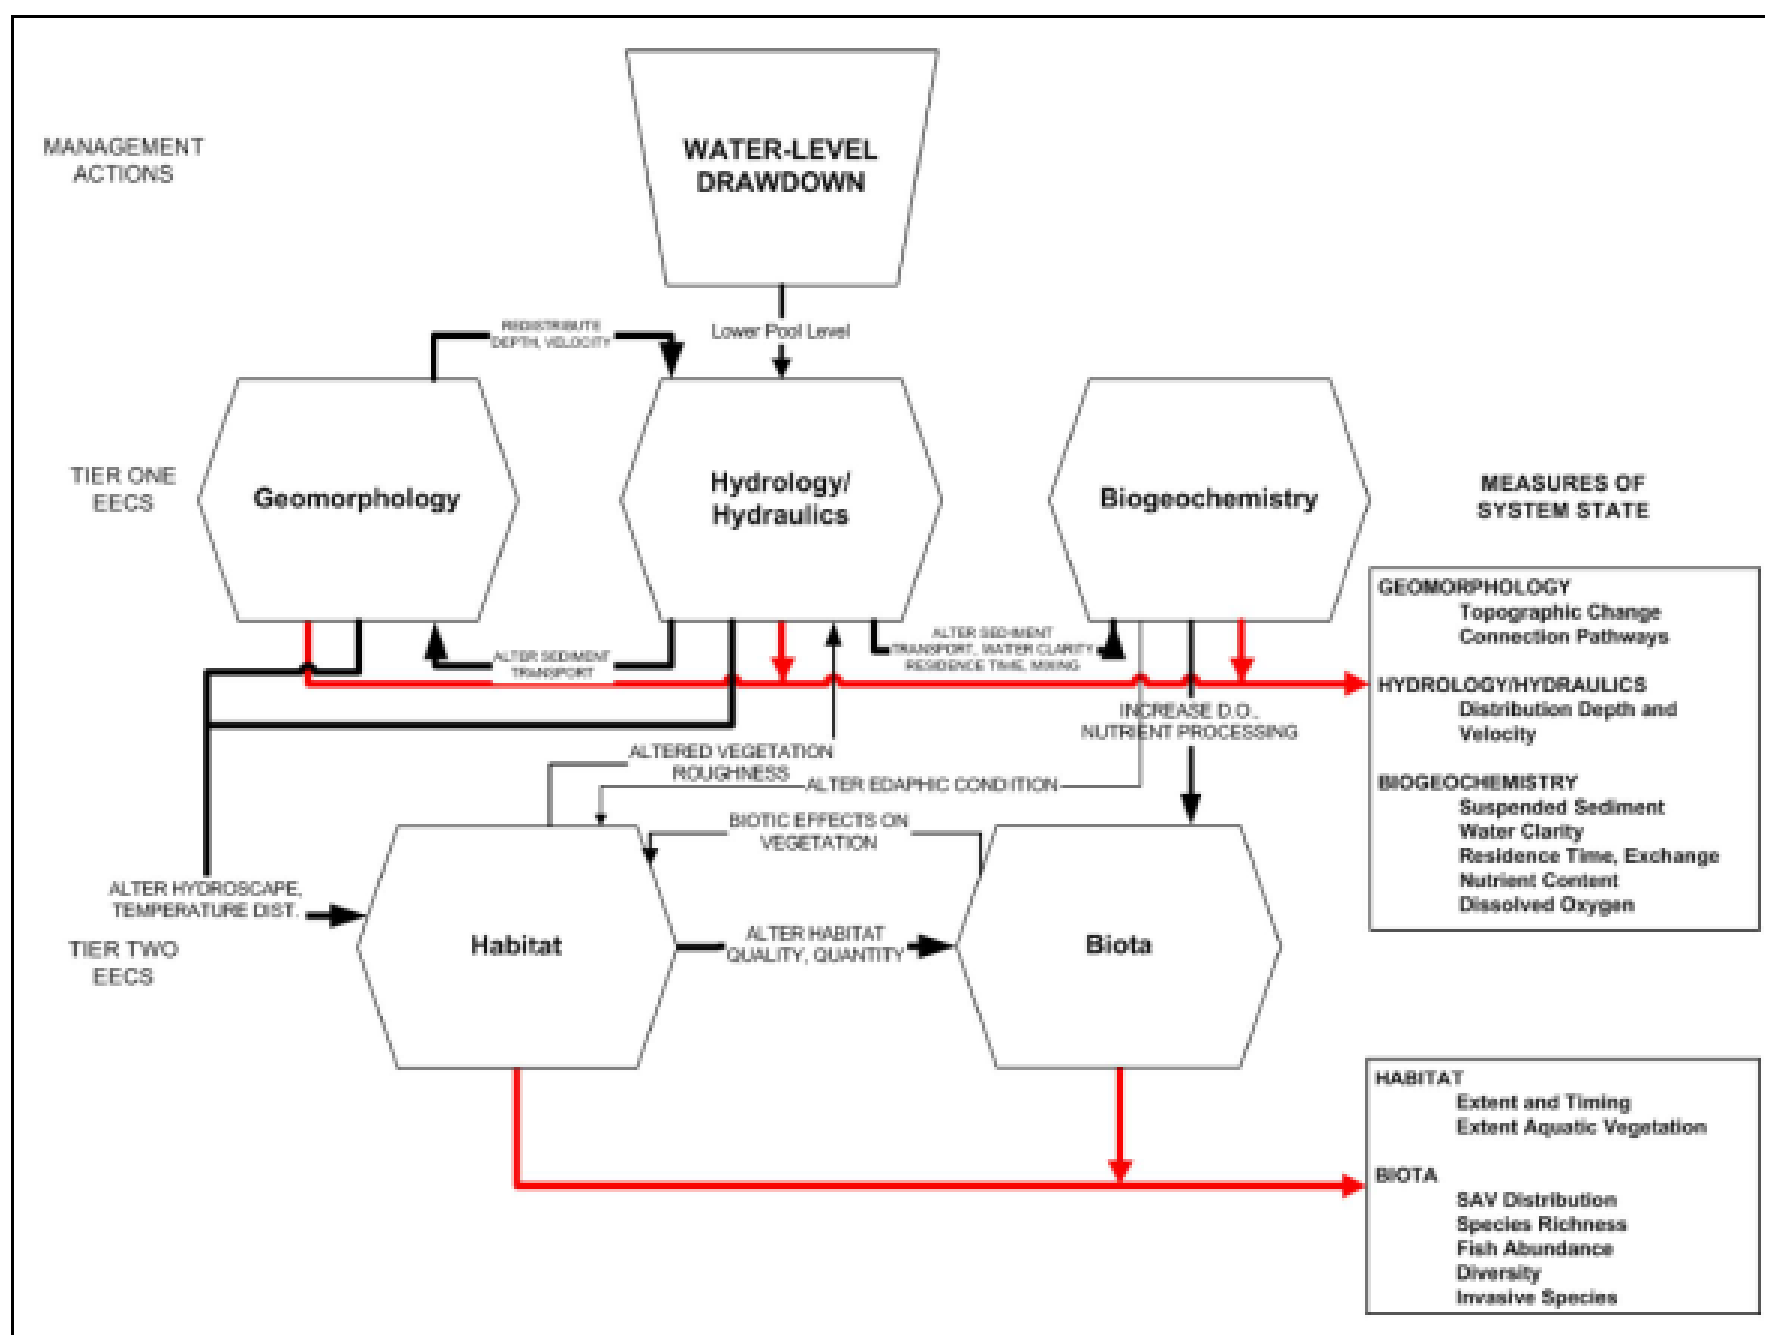 WATER-LEVEL
DRAWDOWN
MANAGEMENT
ACTIONS
Lower Pool Level
REDISTRIBUTE
DEPTH, VELOCITY
TIER ONE
EECS
Geomorphology
Hydrology/
Hydraulics
Biogeochemistry
MEASURES OF
SYSTEM STATE
ALTER SEDIMENT
TRANSPORT
ALTER SEDIMENT
TRANSPORT, WATER CLARITY
RESIDENCE TIME, MIXING
INCREASE D.O.,
NUTRIENT PROCESSING
ALTERED VEGETATION
ROUGHNESS
ALTER EDAPHIC CONDITION
BIOTIC EFFECTS ON
VEGETATION
ALTER HYDROSCAPE,
TEMPERATURE DIST.
TIER TWO
EECS
Habitat
ALTER HABITAT
QUALITY, QUANTITY
Biota
GEOMORPHOLOGY
Topographic Change
Connection Pathways
HYDROLOGY/HYDRAULICS
Distribution Depth and
Velocity
BIOGEOCHEMISTRY
Suspended Sediment
Water Clarity
Residence Time, Exchange
Nutrient Content
Dissolved Oxygen
HABITAT
Extent and Timing
Extent Aquatic Vegetation
BIOTA
SAV Distribution
Species Richness
Fish Abundance
Diversity
Invasive Species